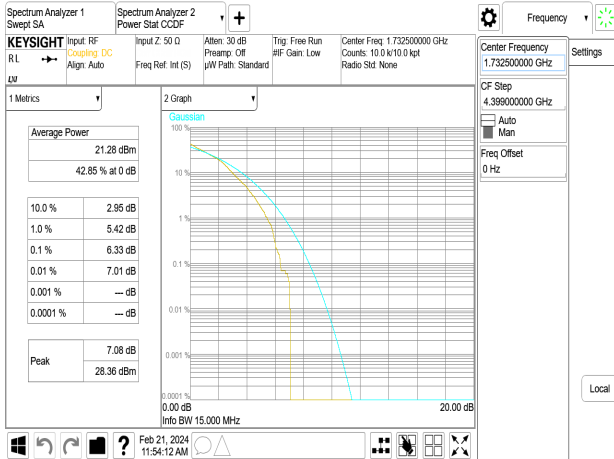 Spectrum Analyzer 1
Swept SA
Spectrum Analyzer 2
Power Stat CCDF
▼
+
KEYSIGHT
RL
LXI
Input: RF
Coupling: DC
Align: Auto
Input Z: 50 Ω
Freq Ref: Int (S)
Atten: 30 dB
Preamp: Off
µW Path: Standard
Trig: Free Run
#IF Gain: Low
Center Freq: 1.732500000 GHz
Counts: 10.0 k/10.0 kpt
Radio Std: None
1 Metrics ▼
Average Power
21.28 dBm
42.85 % at 0 dB
10.0 % 2.95 dB
1.0 % 5.42 dB
0.1 % 6.33 dB
0.01 % 7.01 dB
0.001 % --- dB
0.0001 % --- dB
Peak
7.08 dB
28.36 dBm
2 Graph ▼
Gaussian
100 %
10 %
1 %
0.1 %
0.01 %
0.001 %
0.0001 %
0.00 dB 20.00 dB
Info BW 15.000 MHz
Feb 21, 2024
11:54:12 AM
?
Frequency ▼
Center Frequency
1.732500000 GHz
CF Step
4.399000000 GHz
Auto
Man
Freq Offset
0 Hz
Settings
Local